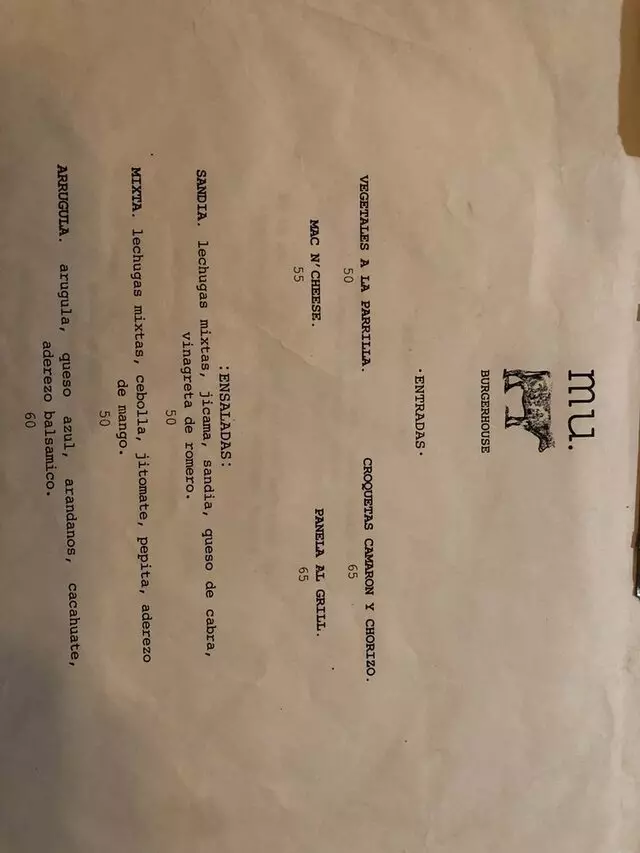 mu.
BURGERHOUSE
·ENTRADAS·
VEGETALES A LA PARRILLA.
50
CROQUETAS CAMARON Y CHORIZO.
65
MAC N'CHEESE.
55
PANELA AL GRILL.
65
:ENSALADAS:
SANDIA. lechugas mixtas, jicama, sandia, queso de cabra,
vinagreta de romero.
50
MIXTA. lechugas mixtas, cebolla, jitomate, pepita, aderezo
de mango.
50
ARRUGULA. arugula, queso azul, arandanos, cacahuate,
aderezo balsamico.
60